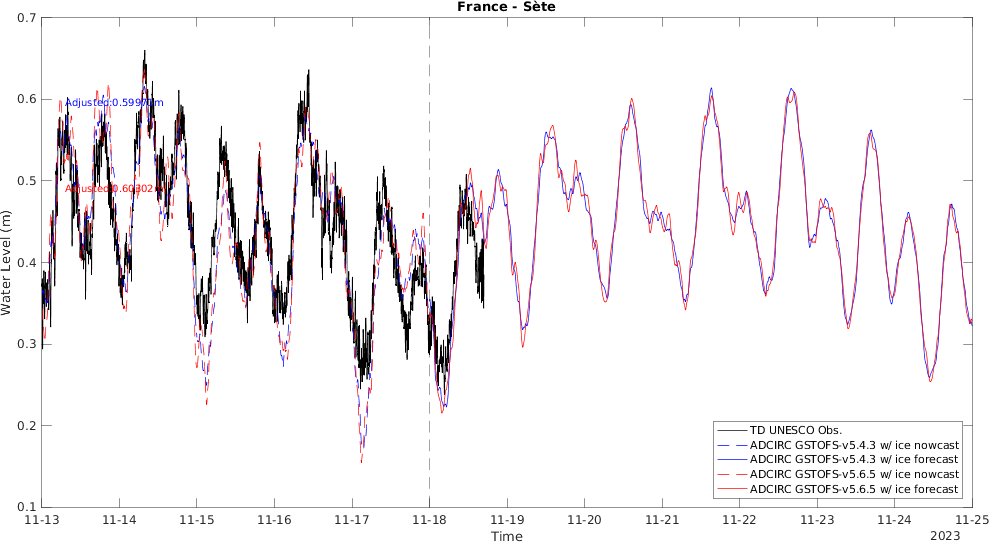 France - Sète
0.7
0.6
0.5
0.4
0.3
0.2
0.1
Water Level (m)
Adjusted:0.59970m
11-13
11-14
11-15
11-16
11-17
11-18
11-19
11-20
11-21
11-22
11-23
11-24
11-25
Time
2023
TD UNESCO Obs.
ADCIRC GSTOFS-v5.4.3 w/ ice nowcast
ADCIRC GSTOFS-v5.4.3 w/ ice forecast
ADCIRC GSTOFS-v5.6.5 w/ ice nowcast
ADCIRC GSTOFS-v5.6.5 w/ ice forecast